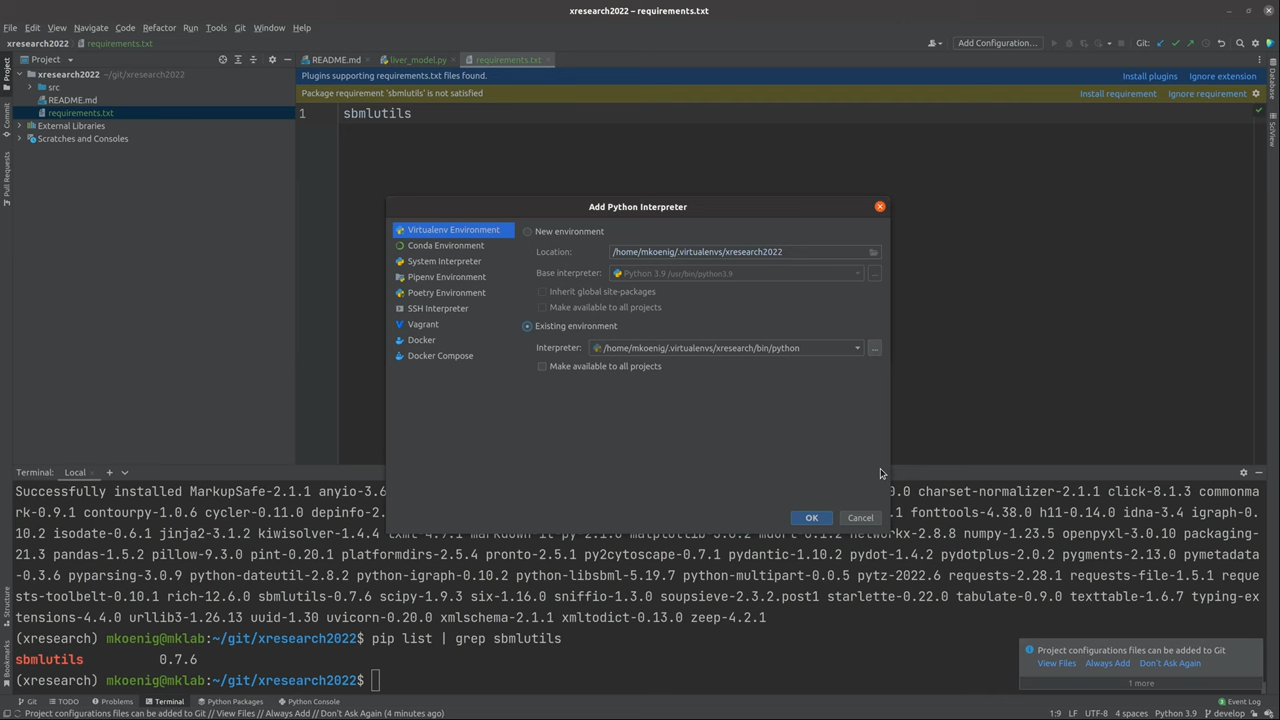 xresearch2022 – requirements.txt
File Edit View Navigate Code Refactor Run Tools Git Window Help
xresearch2022 requirements.txt Add Configuration... Git:
Project README.md liver_model.py requirements.txt
xresearch2022 ~/git/xresearch2022
src
README.md
requirements.txt
External Libraries
Scratches and Consoles
Plugins supporting requirements.txt files found. Install plugins Ignore extension
Package requirement 'sbmlutils' is not satisfied Install requirement Ignore requirement
1 sbmlutils
Project
Commit
Pull Requests
Structure
Bookmarks
Database
SciView
Add Python Interpreter
Virtualenv Environment
Conda Environment
System Interpreter
Pipenv Environment
Poetry Environment
SSH Interpreter
Vagrant
Docker
Docker Compose
New environment
Location: /home/mkoenig/.virtualenvs/xresearch2022
Base interpreter: Python 3.9 /usr/bin/python3.9 ...
Inherit global site-packages
Make available to all projects
Existing environment
Interpreter: /home/mkoenig/.virtualenvs/xresearch/bin/python ...
Make available to all projects
OK Cancel
Terminal: Local +
Successfully installed MarkupSafe-2.1.1 anyio-3.6 0.0 charset-normalizer-2.1.1 click-8.1.3 commonma
rk-0.9.1 contourpy-1.0.6 cycler-0.11.0 depinfo-2. 1 fonttools-4.38.0 h11-0.14.0 idna-3.4 igraph-0.
10.2 isodate-0.6.1 jinja2-3.1.2 kiwisolver-1.4.4 networkx-2.8.8 numpy-1.23.5 openpyxl-3.0.10 packaging-
21.3 pandas-1.5.2 pillow-9.3.0 pint-0.20.1 platformdirs-2.5.4 pronto-2.5.1 py2cytoscape-0.7.1 pydantic-1.10.2 pydot-1.4.2 pydotplus-2.0.2 pygments-2.13.0 pymetadata
-0.3.6 pyparsing-3.0.9 python-dateutil-2.8.2 python-igraph-0.10.2 python-libsbml-5.19.7 python-multipart-0.0.5 pytz-2022.6 requests-2.28.1 requests-file-1.5.1 reque
sts-toolbelt-0.10.1 rich-12.6.0 sbmlutils-0.7.6 scipy-1.9.3 six-1.16.0 sniffio-1.3.0 soupsieve-2.3.2.post1 starlette-0.22.0 tabulate-0.9.0 texttable-1.6.7 typing-ex
tensions-4.4.0 urllib3-1.26.13 uuid-1.30 uvicorn-0.20.0 xmlschema-2.1.1 xmltodict-0.13.0 zeep-4.2.1
(xresearch) mkoenig@mklab:~/git/xresearch2022$ pip list | grep sbmlutils
sbmlutils 0.7.6
(xresearch) mkoenig@mklab:~/git/xresearch2022$
Project configurations files can be added to Git
View Files Always Add Don't Ask Again
1 more
Git TODO Problems Terminal Python Packages Python Console Event Log
Project configurations files can be added to Git // View Files // Always Add // Don't Ask Again (4 minutes ago) 1:9 LF UTF-8 4 spaces Python 3.9 develop